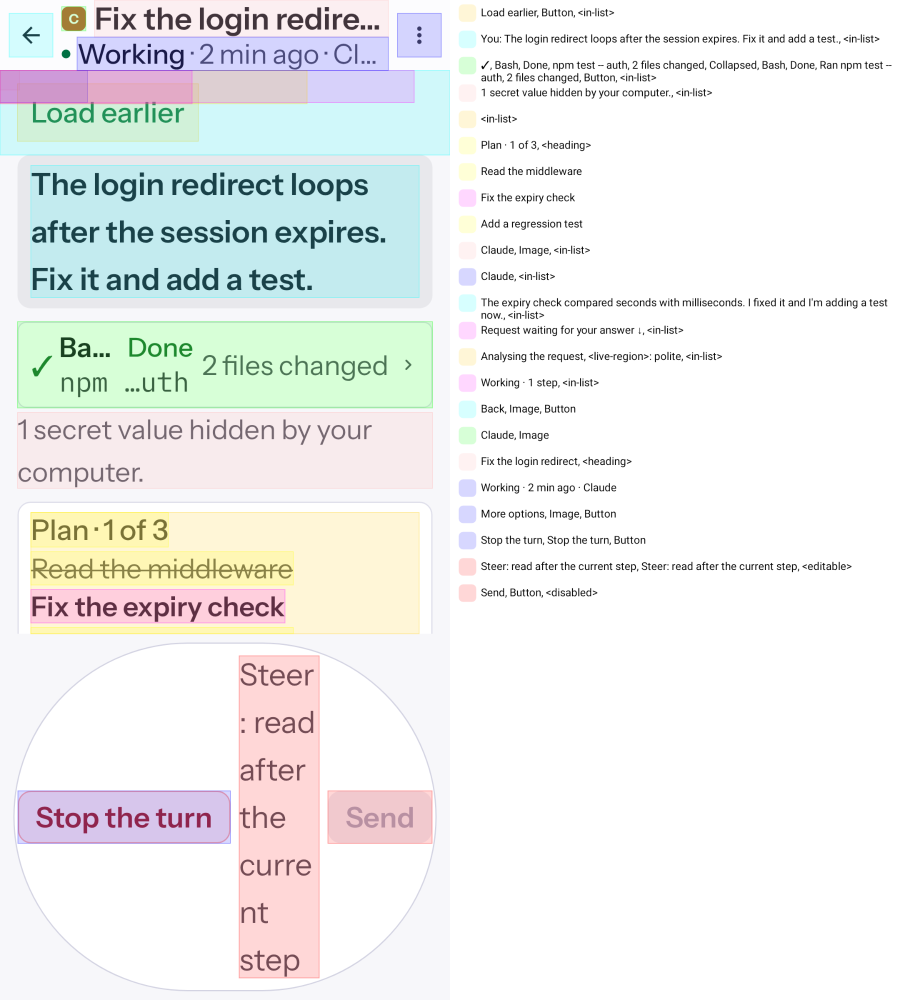 C Fix the login redire...
Working · 2 min ago · Cl...
Load earlier
The login redirect loops
after the session expires.
Fix it and add a test.
✓ Ba... Done 2 files changed ›
npm ...uth
1 secret value hidden by your
computer.
Plan · 1 of 3
Read the middleware
Fix the expiry check
Steer
: read
after
the
curre
nt
step
Stop the turn
Send
Load earlier, Button, <in-list>
You: The login redirect loops after the session expires. Fix it and add a test., <in-list>
✓, Bash, Done, npm test -- auth, 2 files changed, Collapsed, Bash, Done, Ran npm test --
auth, 2 files changed, Button, <in-list>
1 secret value hidden by your computer., <in-list>
<in-list>
Plan · 1 of 3, <heading>
Read the middleware
Fix the expiry check
Add a regression test
Claude, Image, <in-list>
Claude, <in-list>
The expiry check compared seconds with milliseconds. I fixed it and I'm adding a test
now., <in-list>
Request waiting for your answer ↓, <in-list>
Analysing the request, <live-region>: polite, <in-list>
Working · 1 step, <in-list>
Back, Image, Button
Claude, Image
Fix the login redirect, <heading>
Working · 2 min ago · Claude
More options, Image, Button
Stop the turn, Stop the turn, Button
Steer: read after the current step, Steer: read after the current step, <editable>
Send, Button, <disabled>